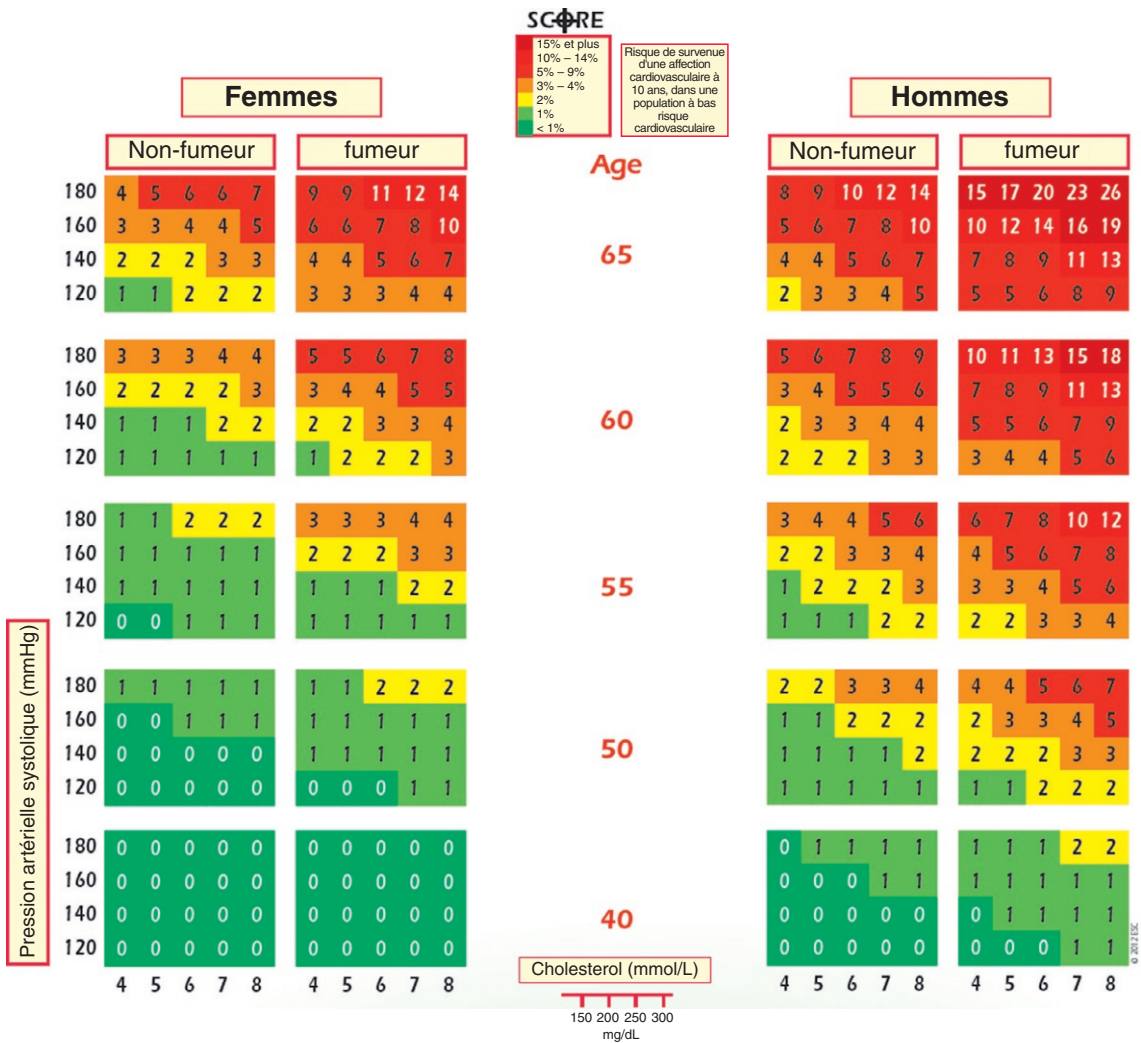 SCORE
15% et plus
10% – 14%
5% – 9%
3% – 4%
2%
1%
< 1%
Risque de survenue
d'une affection
cardiovasculaire à
10 ans, dans une
population à bas
risque
cardiovasculaire
Femmes
Hommes
Non-fumeur fumeur Age Non-fumeur fumeur
180 4 5 6 6 7 9 9 11 12 14 8 9 10 12 14 15 17 20 23 26
160 3 3 4 4 5 6 6 7 8 10 5 6 7 8 10 10 12 14 16 19
65
140 2 2 2 3 3 4 4 5 6 7 4 4 5 6 7 7 8 9 11 13
120 1 1 2 2 2 3 3 3 4 4 2 3 3 4 5 5 5 6 8 9
180 3 3 3 4 4 5 5 6 7 8 5 6 7 8 9 10 11 13 15 18
160 2 2 2 2 3 3 4 4 5 5 3 4 5 5 6 7 8 9 11 13
60
140 1 1 1 2 2 2 2 3 3 4 2 3 3 4 4 5 5 6 7 9
120 1 1 1 1 1 1 2 2 2 3 2 2 2 3 3 3 4 4 5 6
180 1 1 2 2 2 3 3 3 4 4 3 4 4 5 6 6 7 8 10 12
160 1 1 1 1 1 2 2 2 3 3 2 2 3 3 4 4 5 6 7 8
55
140 1 1 1 1 1 1 1 1 2 2 1 2 2 2 3 3 3 4 5 6
120 0 0 1 1 1 1 1 1 1 1 1 1 1 2 2 2 2 3 3 4
180 1 1 1 1 1 1 1 2 2 2 2 2 3 3 4 4 4 5 6 7
160 0 0 1 1 1 1 1 1 1 1 1 1 2 2 2 2 3 3 4 5
50
140 0 0 0 0 0 1 1 1 1 1 1 1 1 1 2 2 2 2 3 3
120 0 0 0 0 0 0 0 0 1 1 1 1 1 1 1 1 1 2 2 2
180 0 0 0 0 0 0 0 0 0 0 0 1 1 1 1 1 1 1 2 2
160 0 0 0 0 0 0 0 0 0 0 0 0 0 1 1 1 1 1 1 1
40
140 0 0 0 0 0 0 0 0 0 0 0 0 0 0 0 0 1 1 1 1
120 0 0 0 0 0 0 0 0 0 0 0 0 0 0 0 0 0 0 1 1
4 5 6 7 8 4 5 6 7 8 4 5 6 7 8 4 5 6 7 8
Pression artérielle systolique (mmHg)
Cholesterol (mmol/L)
150 200 250 300
mg/dL
© 2012 ESC